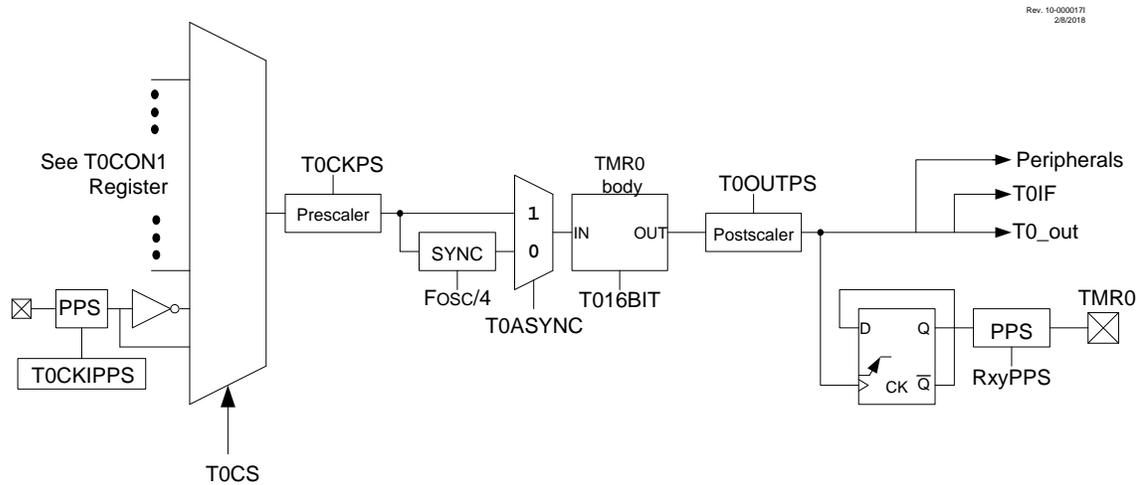 Rev. 10-000017I
2/8/2018
See T0CON1
Register
T0CKPS
Prescaler
SYNC
FOSC/4
1
0
T0ASYNC
TMR0
body
IN
OUT
T016BIT
T0OUTPS
Postscaler
Peripherals
T0IF
T0_out
PPS
T0CKIPPS
T0CS
D
Q
CK
Q̅
PPS
RxyPPS
TMR0